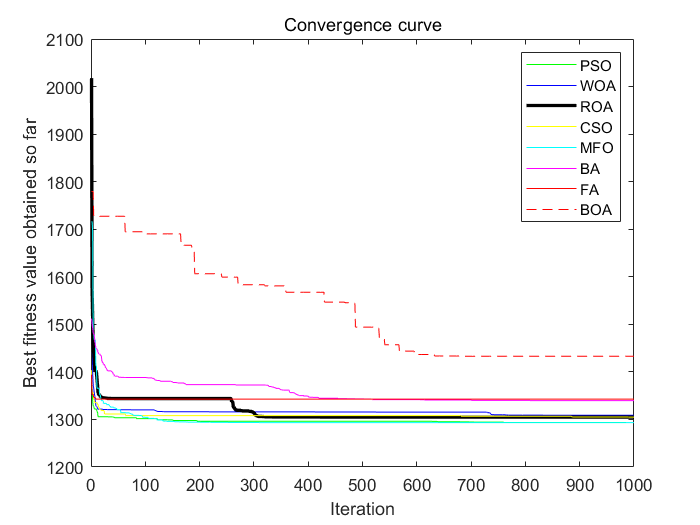 Convergence curve
2100
2000
1900
1800
1700
1600
1500
1400
1300
1200
Best fitness value obtained so far
PSO
WOA
ROA
CSO
MFO
BA
FA
BOA
0 100 200 300 400 500 600 700 800 900 1000
Iteration